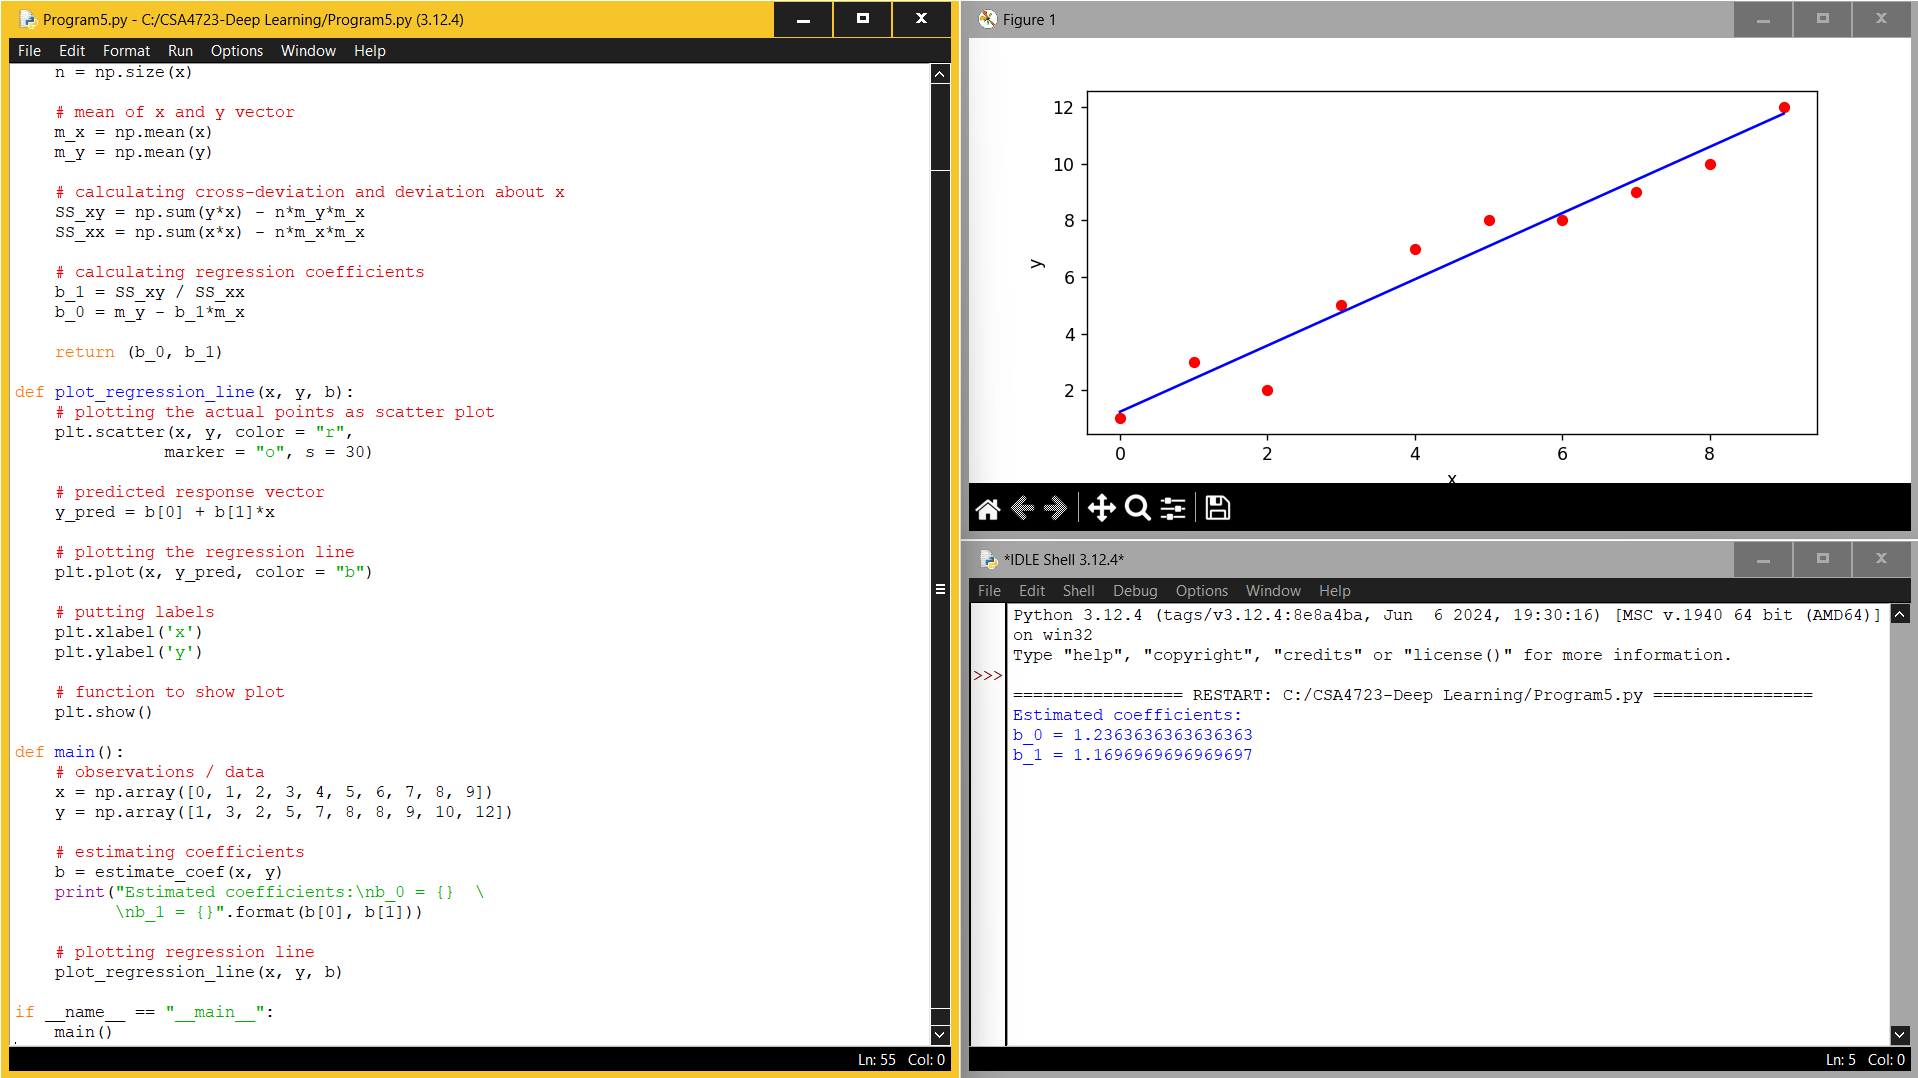 Program5.py - C:/CSA4723-Deep Learning/Program5.py (3.12.4)
File Edit Format Run Options Window Help
    n = np.size(x)

    # mean of x and y vector
    m_x = np.mean(x)
    m_y = np.mean(y)

    # calculating cross-deviation and deviation about x
    SS_xy = np.sum(y*x) - n*m_y*m_x
    SS_xx = np.sum(x*x) - n*m_x*m_x

    # calculating regression coefficients
    b_1 = SS_xy / SS_xx
    b_0 = m_y - b_1*m_x

    return (b_0, b_1)

def plot_regression_line(x, y, b):
    # plotting the actual points as scatter plot
    plt.scatter(x, y, color = "r",
               marker = "o", s = 30)

    # predicted response vector
    y_pred = b[0] + b[1]*x

    # plotting the regression line
    plt.plot(x, y_pred, color = "b")

    # putting labels
    plt.xlabel('x')
    plt.ylabel('y')

    # function to show plot
    plt.show()

def main():
    # observations / data
    x = np.array([0, 1, 2, 3, 4, 5, 6, 7, 8, 9])
    y = np.array([1, 3, 2, 5, 7, 8, 8, 9, 10, 12])

    # estimating coefficients
    b = estimate_coef(x, y)
    print("Estimated coefficients:\nb_0 = {}  \
          \nb_1 = {}".format(b[0], b[1]))

    # plotting regression line
    plot_regression_line(x, y, b)

if __name__ == "__main__":
    main()
Ln: 55 Col: 0
Figure 1
12
10
8
6
4
2
y
0 2 4 6 8
x
*IDLE Shell 3.12.4*
File Edit Shell Debug Options Window Help
Python 3.12.4 (tags/v3.12.4:8e8a4ba, Jun  6 2024, 19:30:16) [MSC v.1940 64 bit (AMD64)]
on win32
Type "help", "copyright", "credits" or "license()" for more information.
>>>
================= RESTART: C:/CSA4723-Deep Learning/Program5.py ================
Estimated coefficients:
b_0 = 1.2363636363636363
b_1 = 1.1696969696969697
Ln: 5 Col: 0